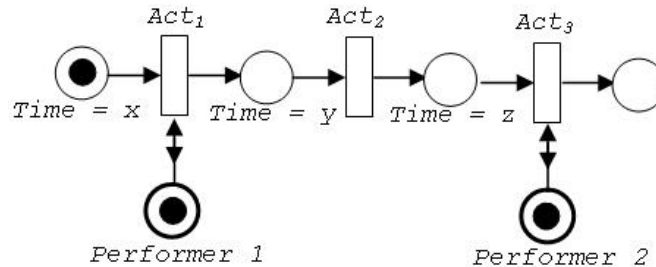 Act₁
Act₂
Act₃
Time = x
Time = y
Time = z
Performer 1
Performer 2